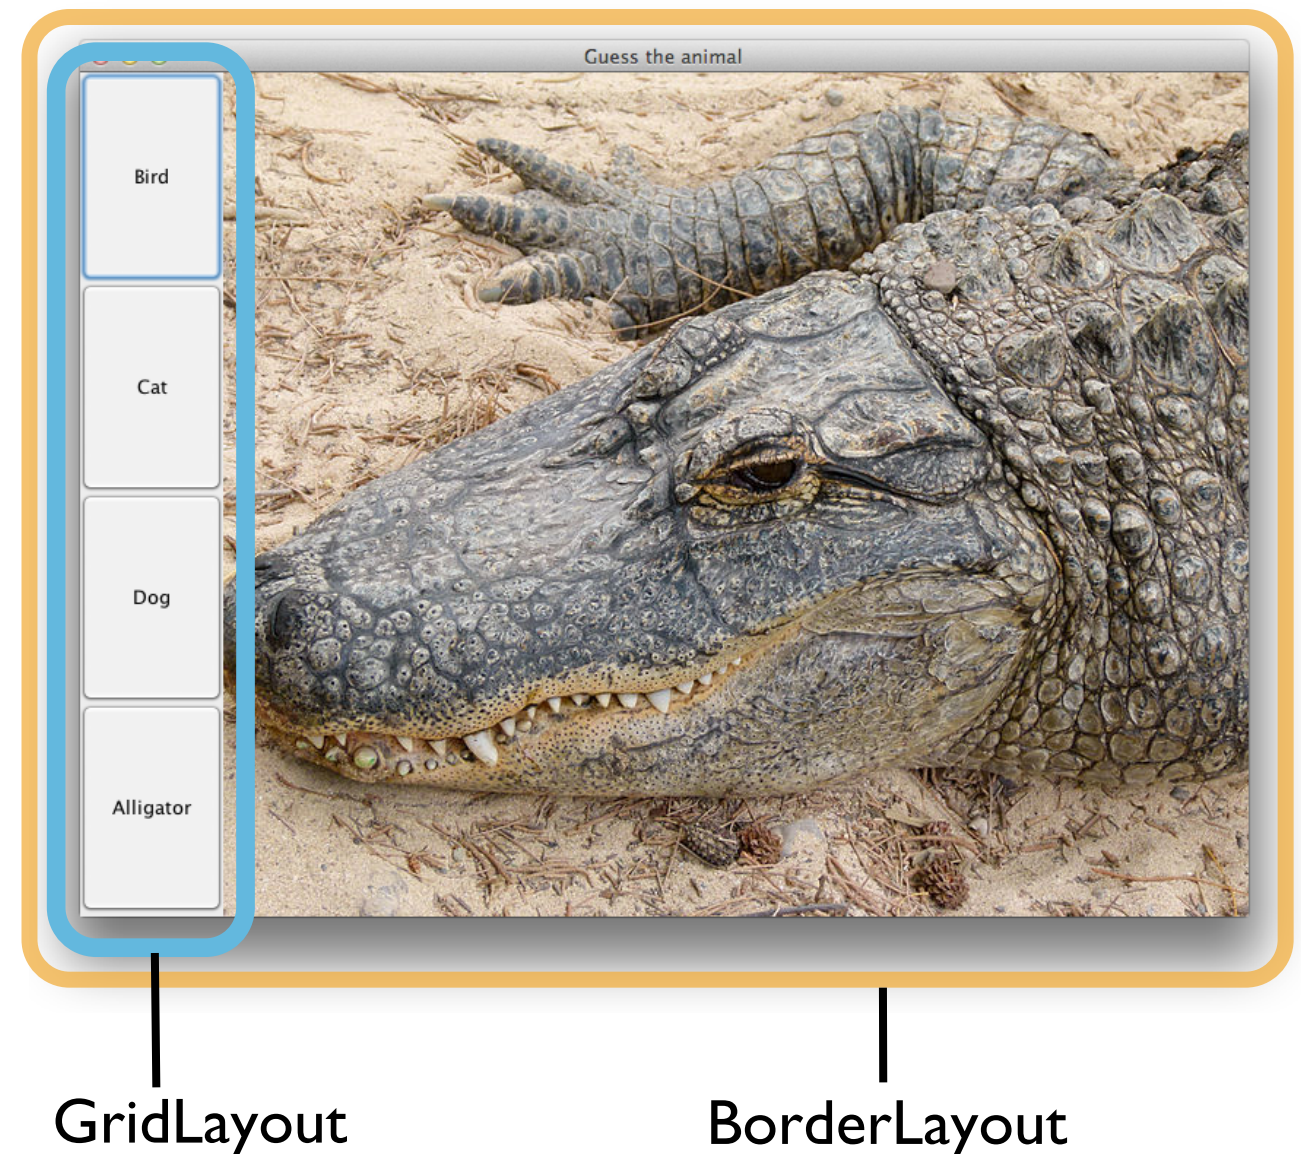 Guess the animal
Bird
Cat
Dog
Alligator
GridLayout
BorderLayout